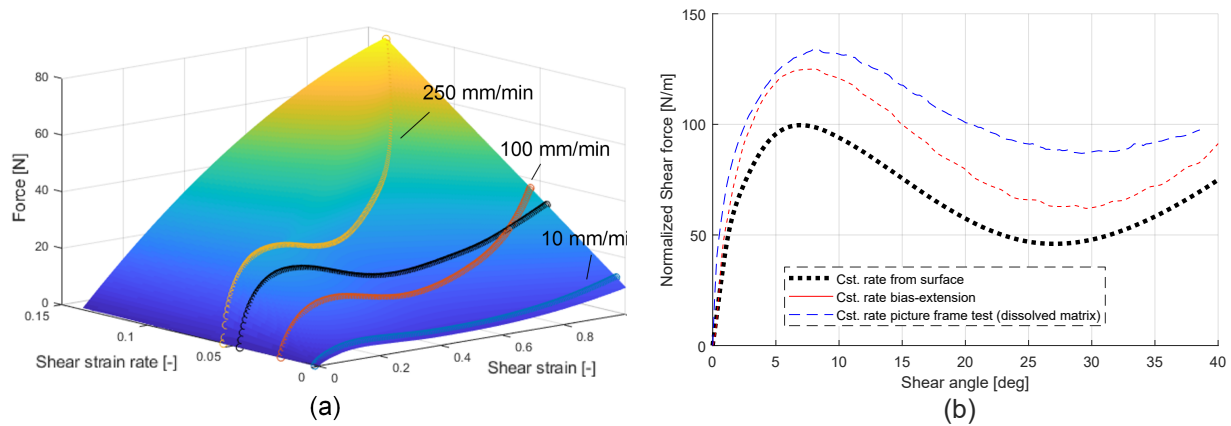 80
60
40
20
0
Force [N]
0.15
0.1
0.05
0
Shear strain rate [-]
0
0.2
0.4
0.6
0.8
Shear strain [-]
250 mm/min
100 mm/min
10 mm/min
(a)
150
100
50
0
Normalized Shear force [N/m]
Cst. rate from surface
Cst. rate bias-extension
Cst. rate picture frame test (dissolved matrix)
0 5 10 15 20 25 30 35 40
Shear angle [deg]
(b)